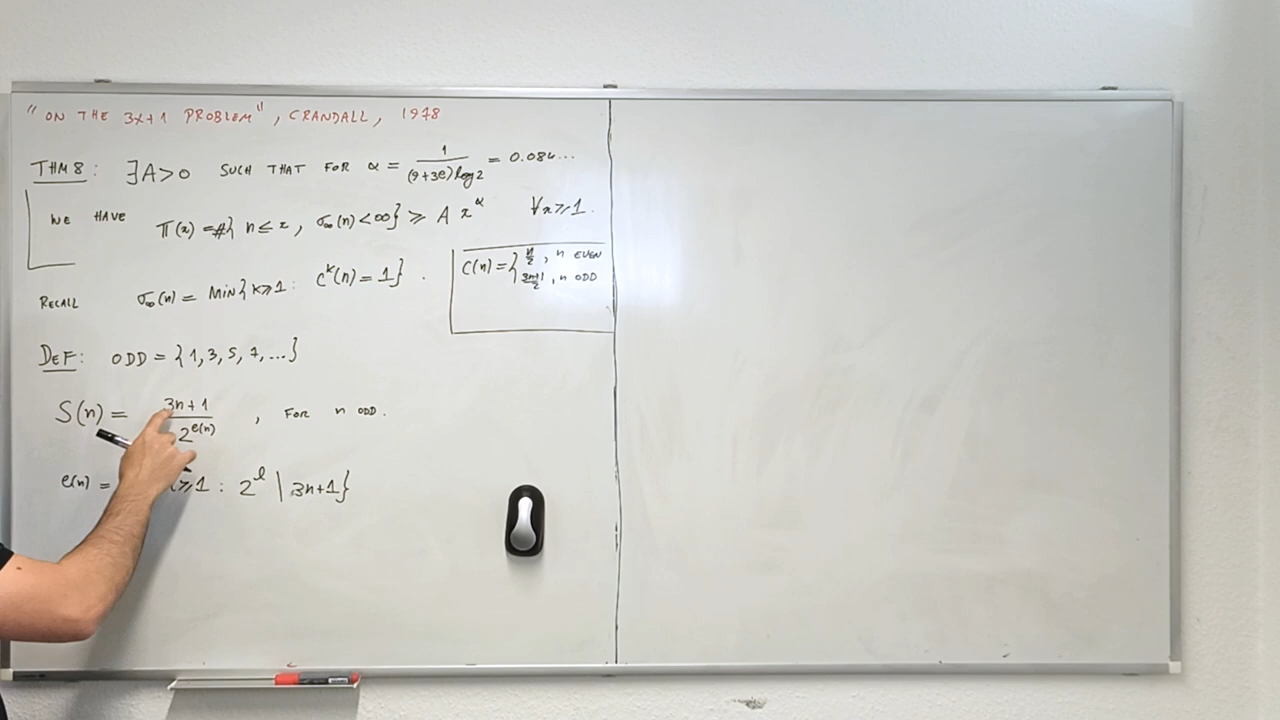 "ON THE 3x+1 PROBLEM", CRANDALL, 1978
THM 8: ∃A>0 SUCH THAT FOR α = 1/((9+3e) log 2) = 0.084...
WE HAVE π(x) = #{n ≤ x, σ∞(n) < ∞} ≥ A x^α ∀x ≥ 1.
RECALL σ∞(n) = MIN{k ≥ 1 : C^k(n) = 1}.
C(n) = { n/2, n EVEN
(3n+1)/2, n ODD
DEF: ODD = {1, 3, 5, 7, ...}
S(n) = (3n+1)/2^e(n), FOR n ODD.
e(n) = ≥1 : 2^l | 3n+1}